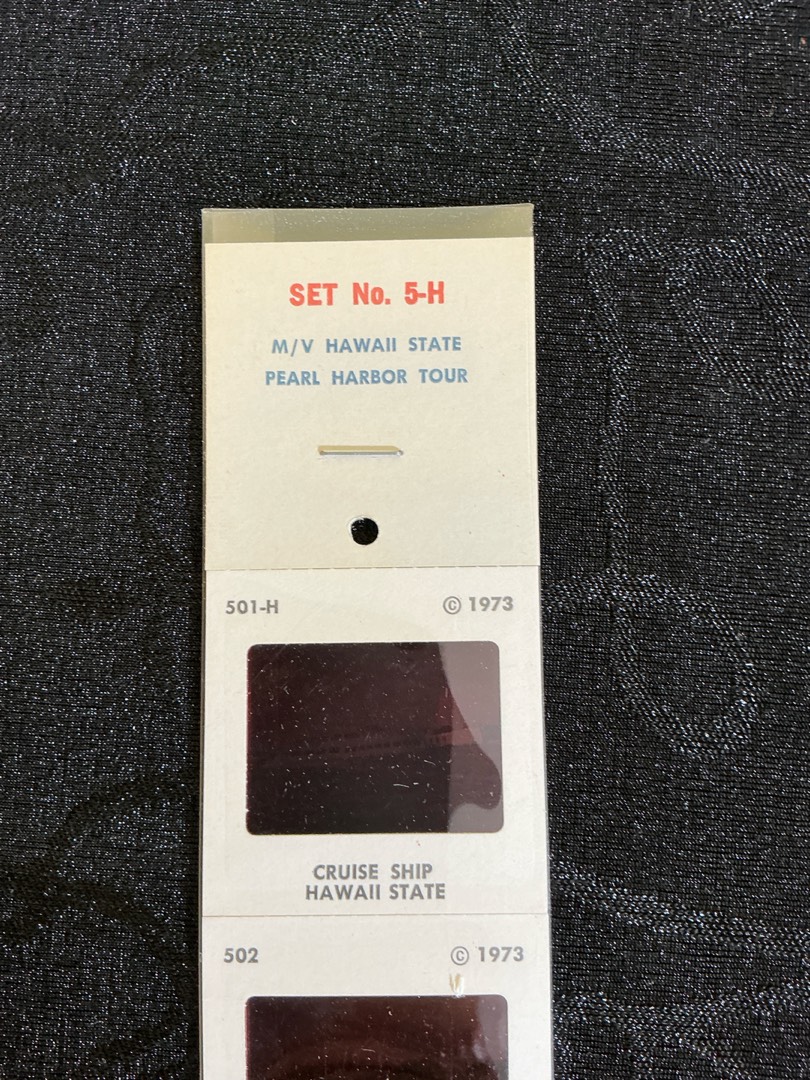 SET No. 5-H
M/V HAWAII STATE
PEARL HARBOR TOUR
501-H © 1973
CRUISE SHIP
HAWAII STATE
502 © 1973